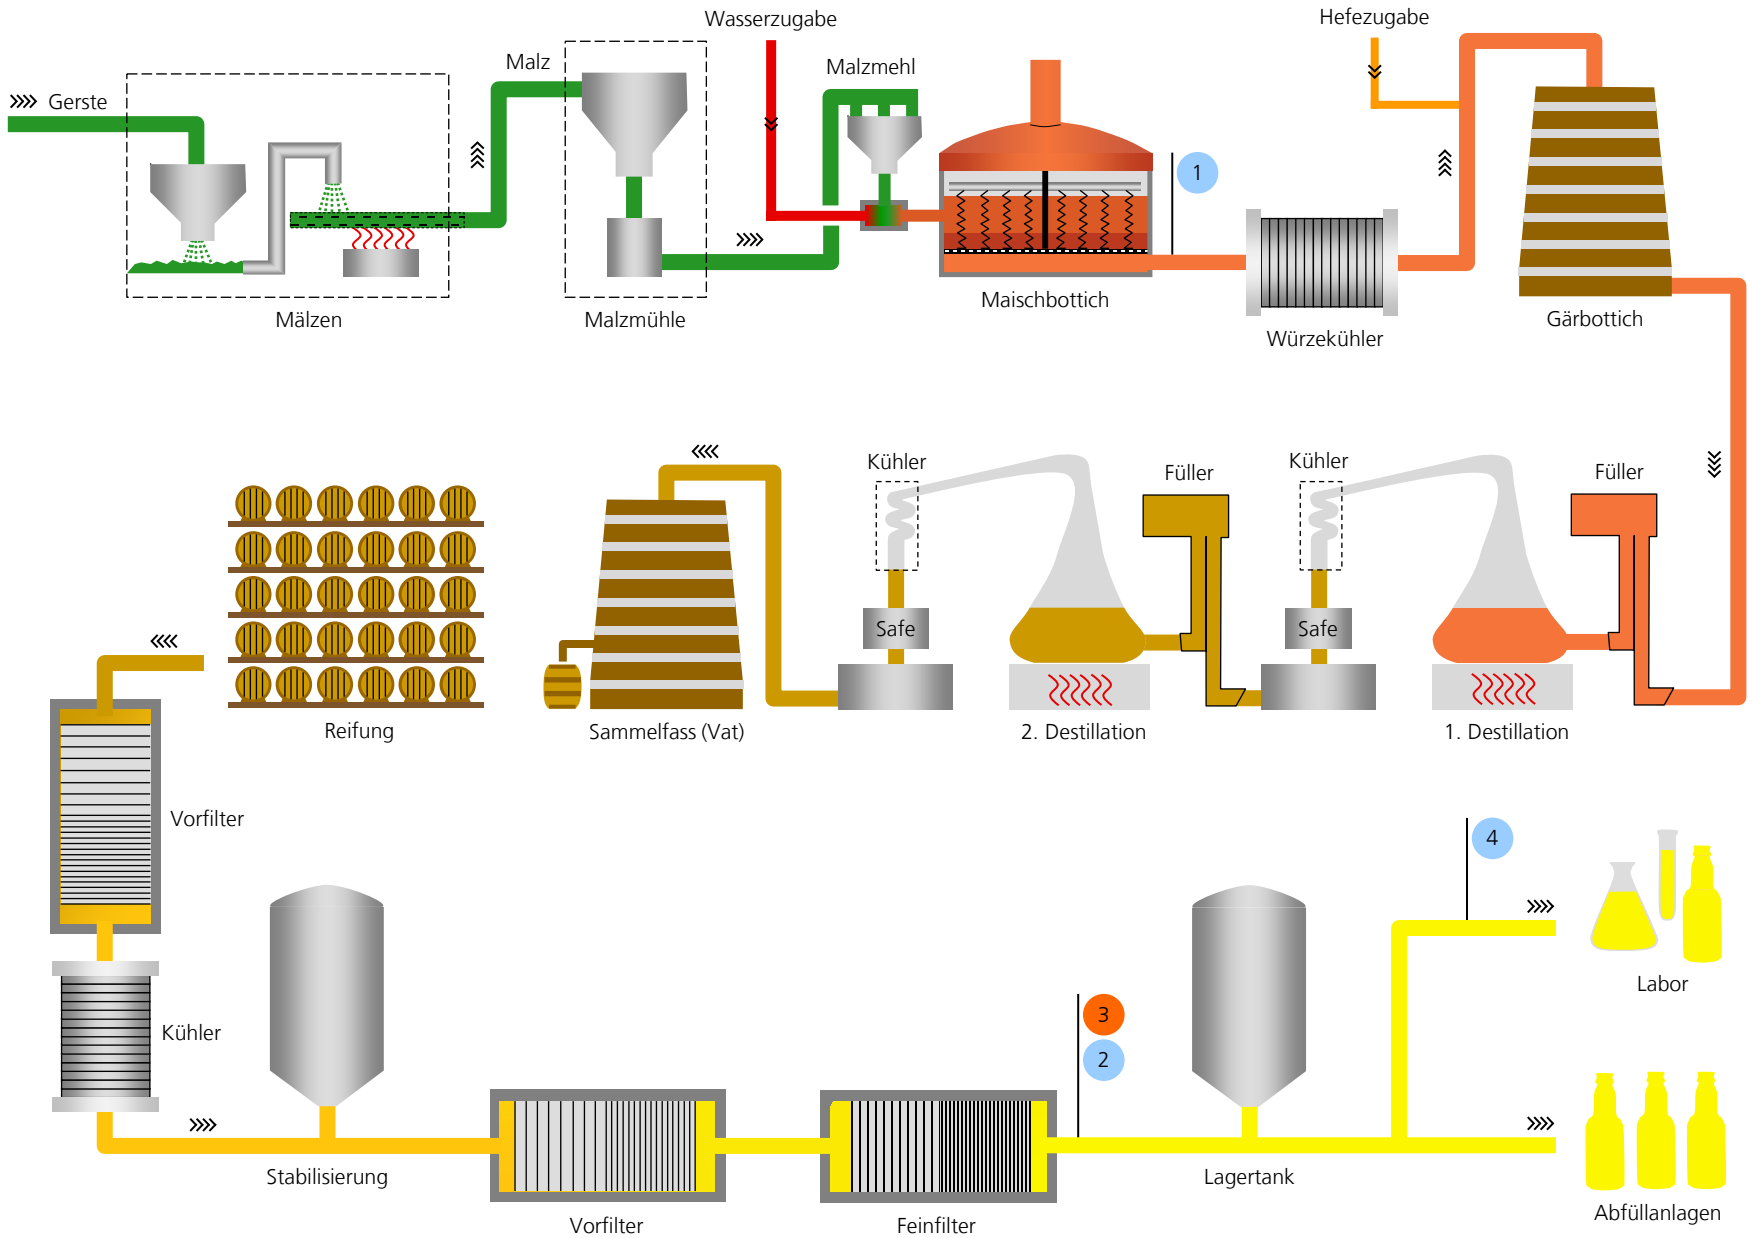 Wasserzugabe
Hefezugabe
Malz
Malzmehl
Gerste
1
Mälzen
Malzmühle
Maischbottich
Würzekühler
Gärbottich
Kühler
Füller
Kühler
Füller
Safe
Safe
Reifung
Sammelfass (Vat)
2. Destillation
1. Destillation
Vorfilter
4
Labor
Kühler
3
2
Stabilisierung
Lagertank
Vorfilter
Feinfilter
Abfüllanlagen